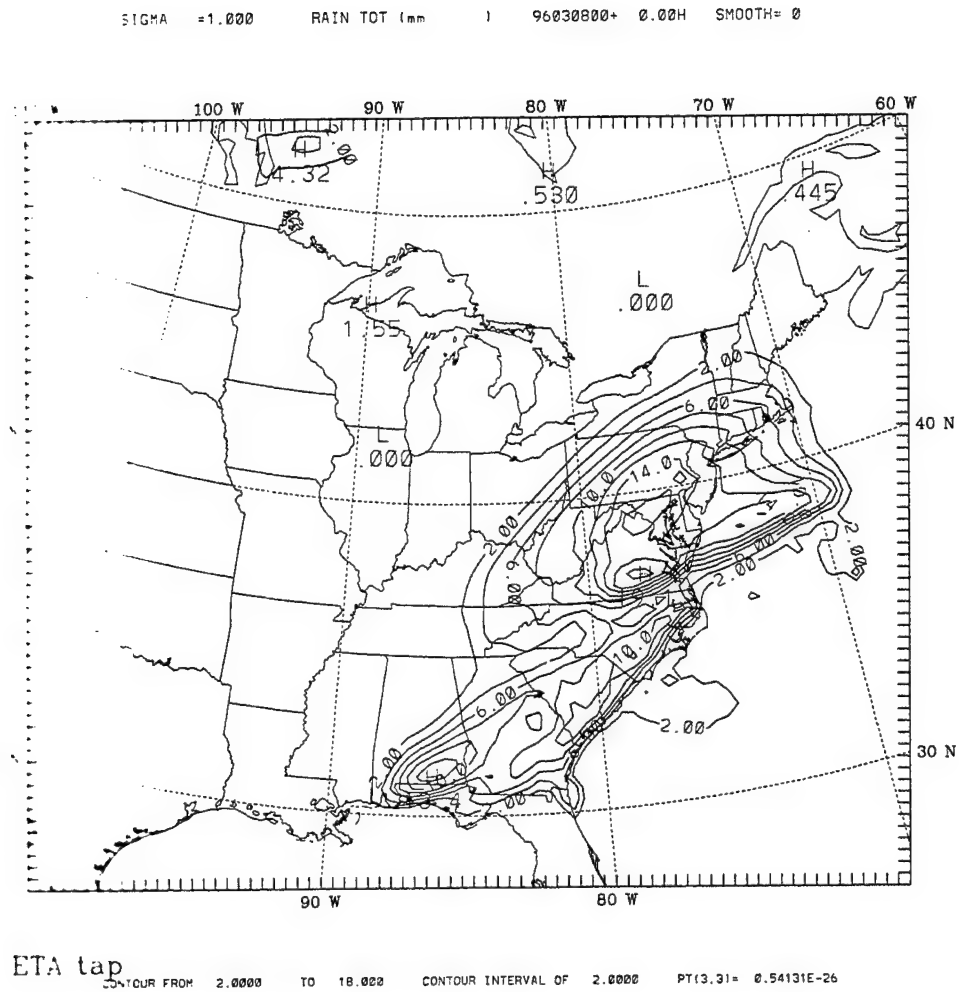 SIGMA =1.000 RAIN TOT (mm ) 96030800+ 0.00H SMOOTH= 0
100 W 90 W 80 W 70 W 60 W
H
4.32
H
.530
H
445
L
.000
H
1.55
L
.000
2.00
6.00
40 N
14.0
2.00
2.00
2.00
10.0
6.00
2.00
30 N
90 W 80 W
ETA tap
CONTOUR FROM 2.0000 TO 18.000 CONTOUR INTERVAL OF 2.0000 PT(3,3)= 0.54131E-26